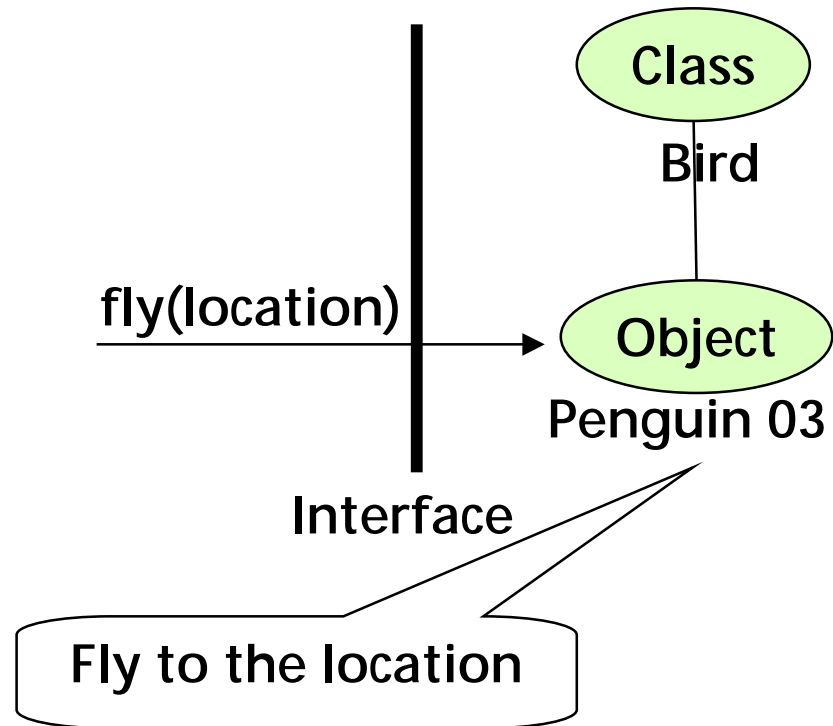 Class
Bird
fly(location)
Object
Penguin 03
Interface
Fly to the location